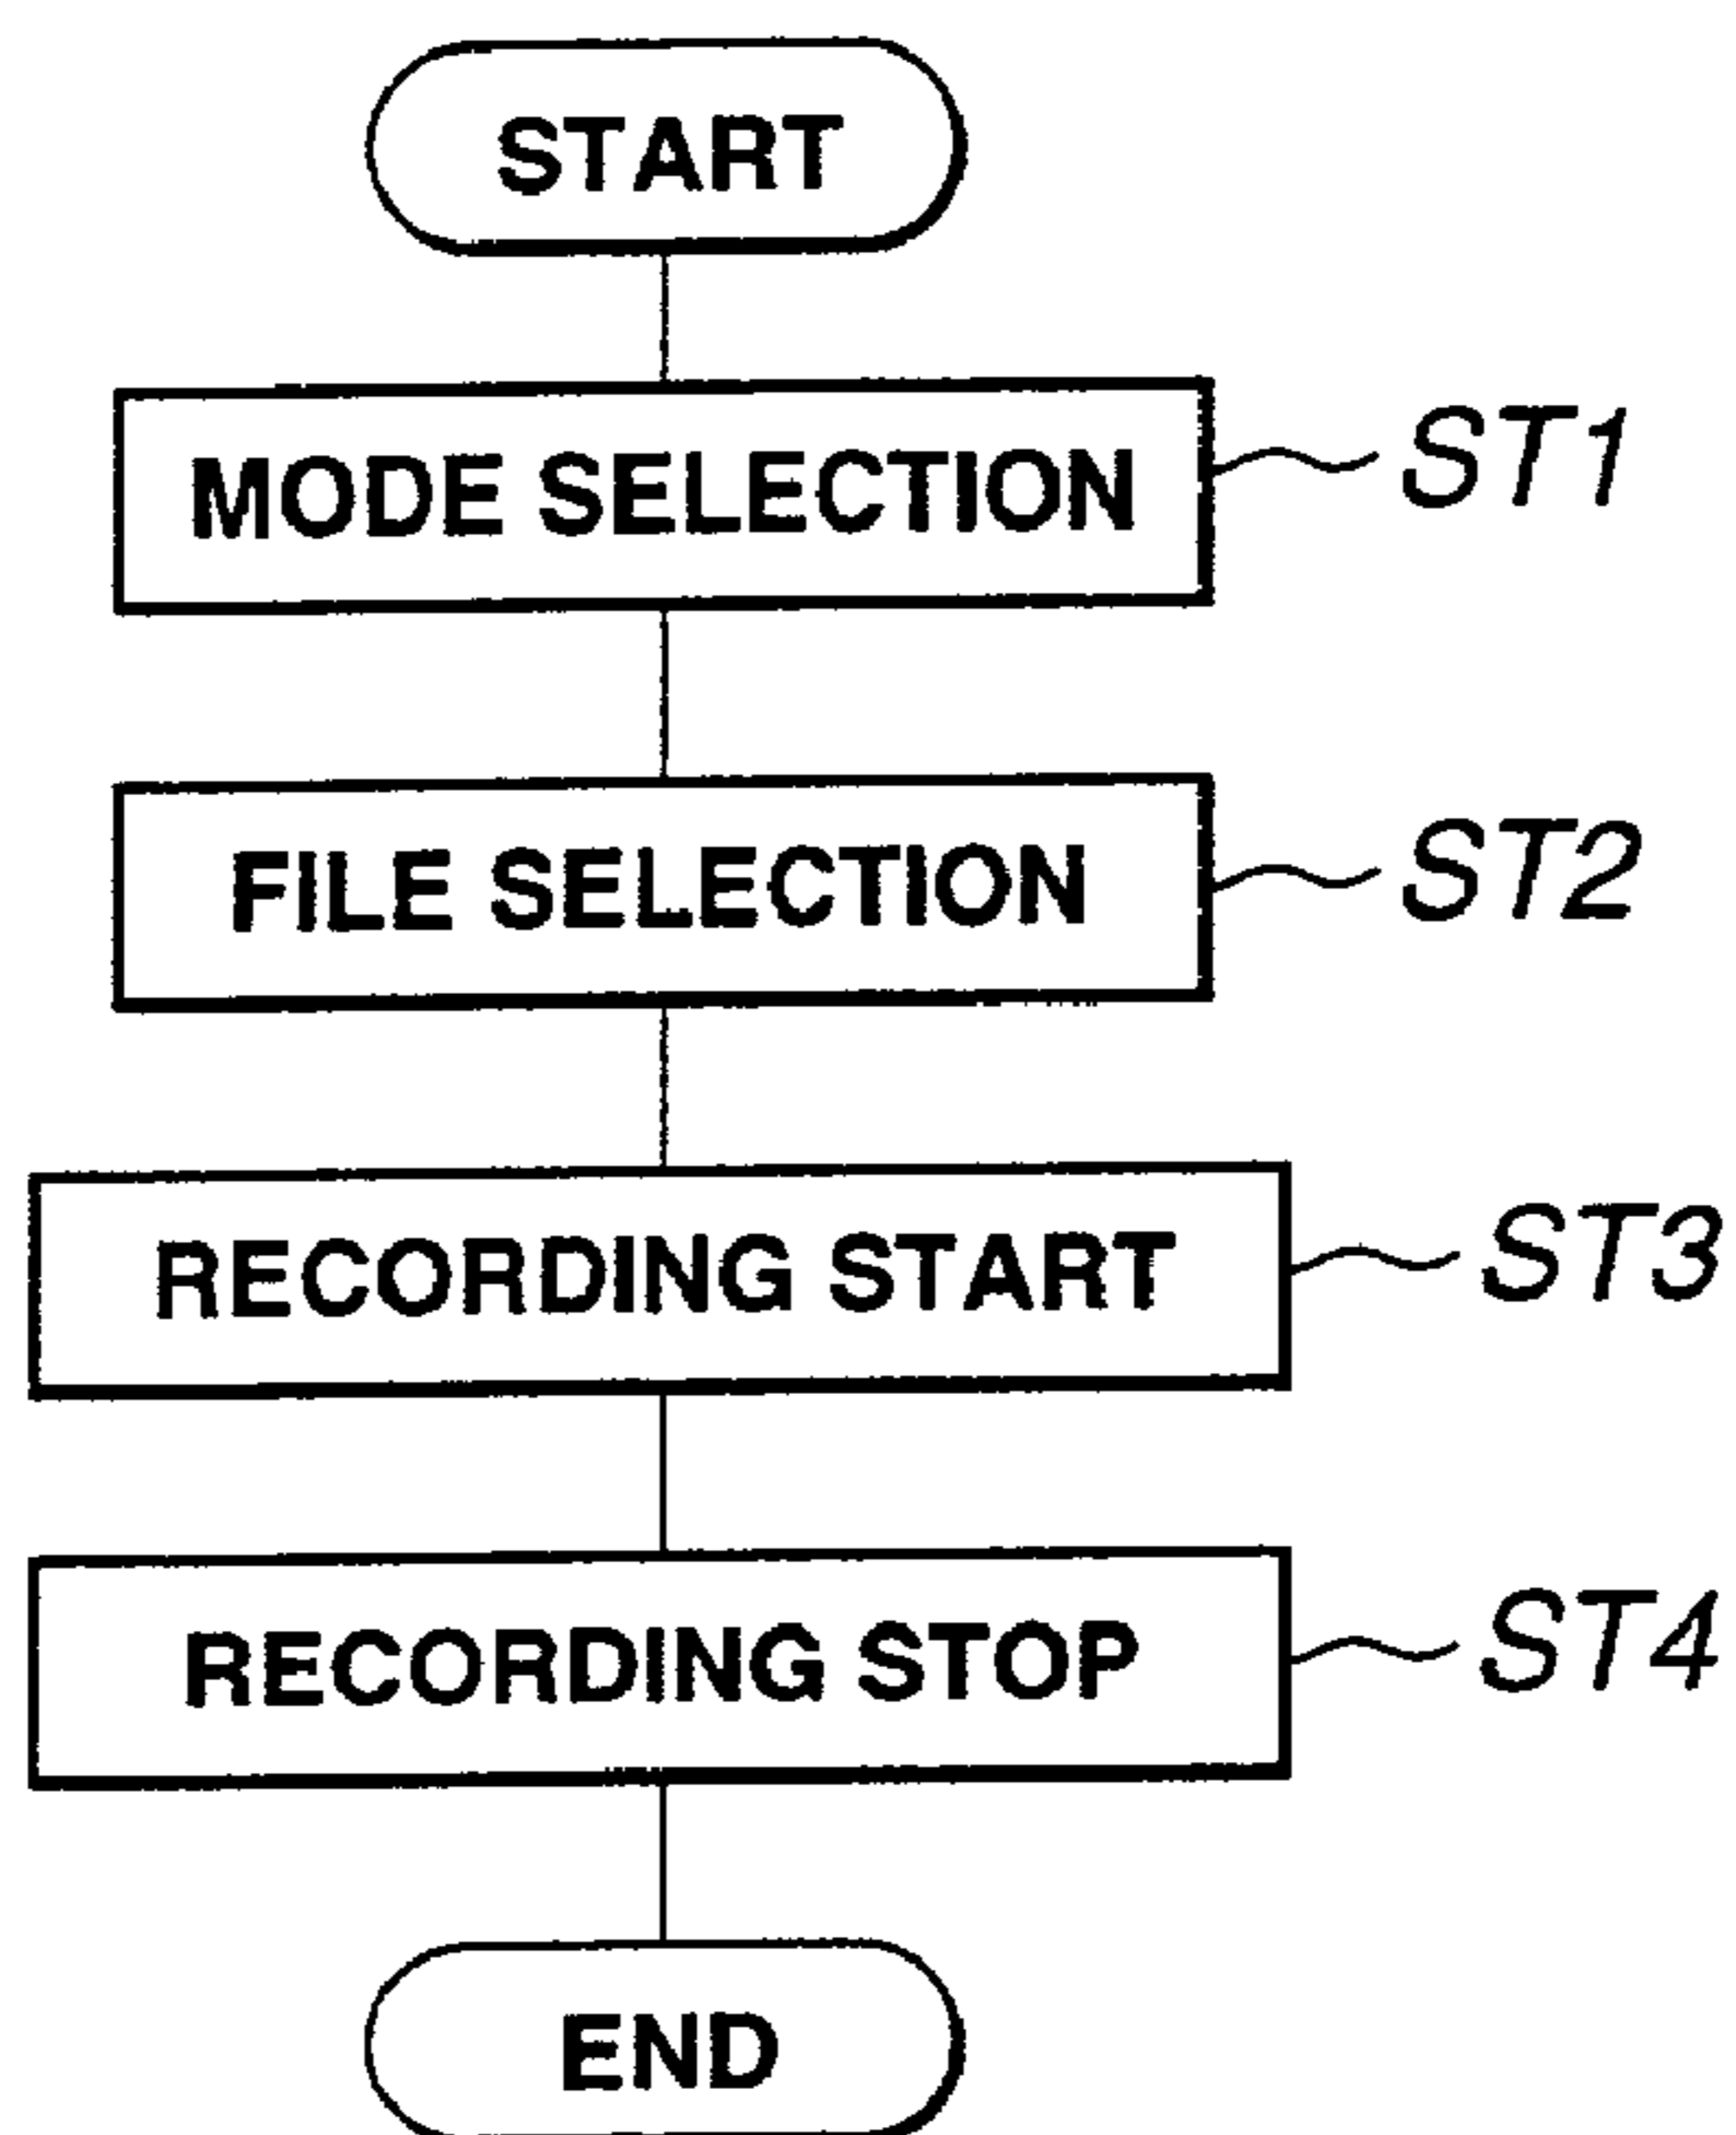 START
MODE SELECTION ST1
FILE SELECTION ST2
RECORDING START ST3
RECORDING STOP ST4
END